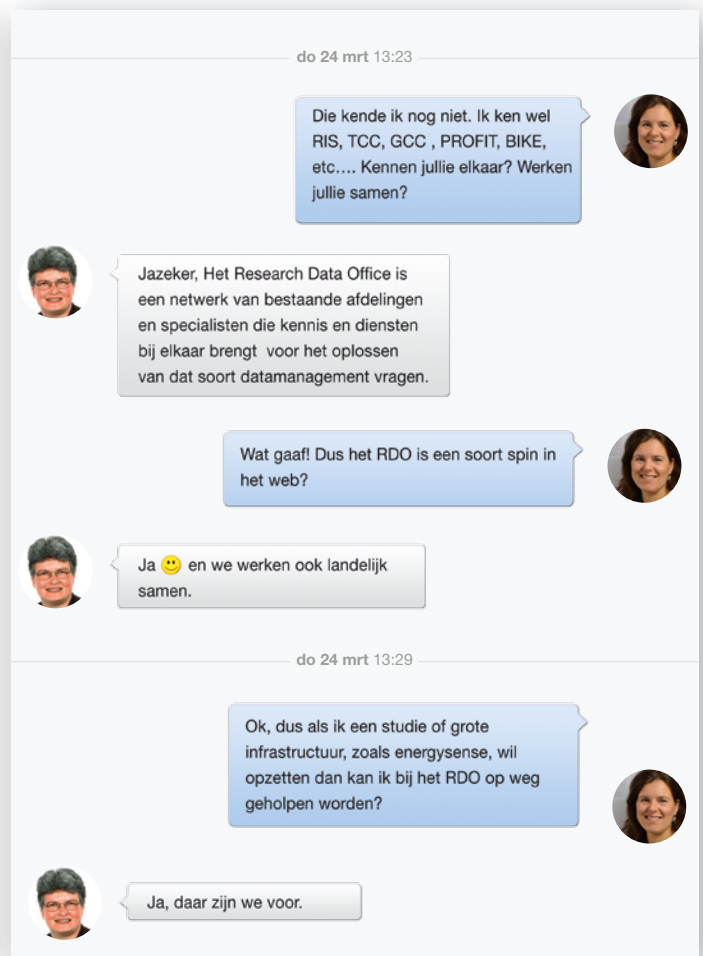 do 24 mrt 13:23
Die kende ik nog niet. Ik ken wel
RIS, TCC, GCC , PROFIT, BIKE,
etc.... Kennen jullie elkaar? Werken
jullie samen?
Jazeker, Het Research Data Office is
een netwerk van bestaande afdelingen
en specialisten die kennis en diensten
bij elkaar brengt  voor het oplossen
van dat soort datamanagement vragen.
Wat gaaf! Dus het RDO is een soort spin in
het web?
Ja 🙂 en we werken ook landelijk
samen.
do 24 mrt 13:29
Ok, dus als ik een studie of grote
infrastructuur, zoals energysense, wil
opzetten dan kan ik bij het RDO op weg
geholpen worden?
Ja, daar zijn we voor.